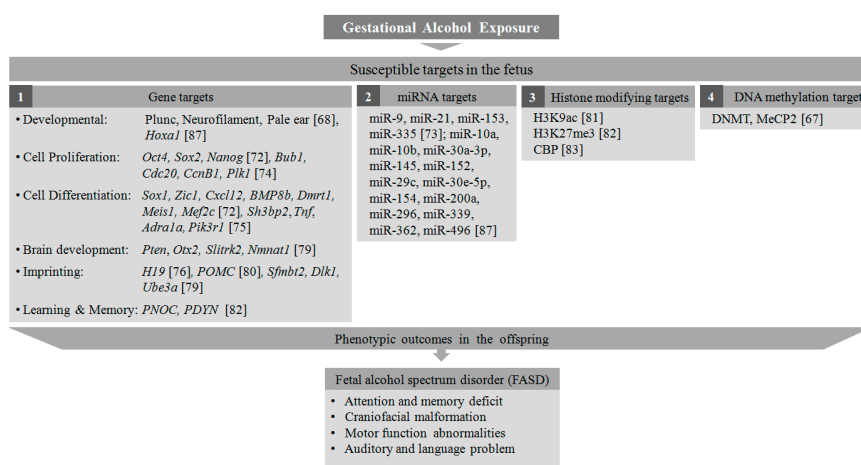 Gestational Alcohol Exposure
Susceptible targets in the fetus
1 Gene targets
• Developmental: Plunc, Neurofilament, Pale ear [68],
Hoxa1 [87]
• Cell Proliferation: Oct4, Sox2, Nanog [72], Bub1,
Cdc20, CcnB1, Plk1 [74]
• Cell Differentiation: Sox1, Zic1, Cxcl12, BMP8b, Dmrt1,
Meis1, Mef2c [72], Sh3bp2, Tnf,
Adra1a, Pik3r1 [75]
• Brain development: Pten, Otx2, Slitrk2, Nmnat1 [79]
• Imprinting: H19 [76], POMC [80], Sfmbt2, Dlk1,
Ube3a [79]
• Learning & Memory: PNOC, PDYN [82]
2 miRNA targets
miR-9, miR-21, miR-153,
miR-335 [73]; miR-10a,
miR-10b, miR-30a-3p,
miR-145, miR-152,
miR-29c, miR-30e-5p,
miR-154, miR-200a,
miR-296, miR-339,
miR-362, miR-496 [87]
3 Histone modifying targets
H3K9ac [81]
H3K27me3 [82]
CBP [83]
4 DNA methylation target
DNMT, MeCP2 [67]
Phenotypic outcomes in the offspring
Fetal alcohol spectrum disorder (FASD)
• Attention and memory deficit
• Craniofacial malformation
• Motor function abnormalities
• Auditory and language problem